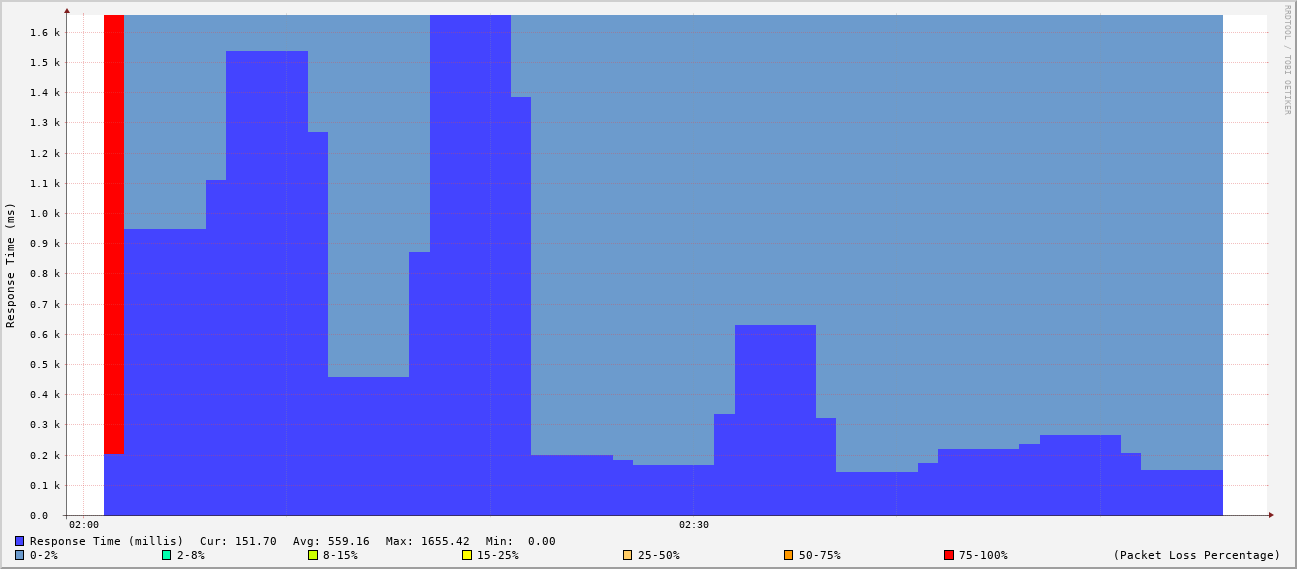 RRDTOOL / TOBI OETIKER
Response Time (ms)
1.6 k
1.5 k
1.4 k
1.3 k
1.2 k
1.1 k
1.0 k
0.9 k
0.8 k
0.7 k
0.6 k
0.5 k
0.4 k
0.3 k
0.2 k
0.1 k
0.0
02:00 02:30
Response Time (millis) Cur: 151.70 Avg: 559.16 Max: 1655.42 Min: 0.00
0-2% 2-8% 8-15% 15-25% 25-50% 50-75% 75-100% (Packet Loss Percentage)